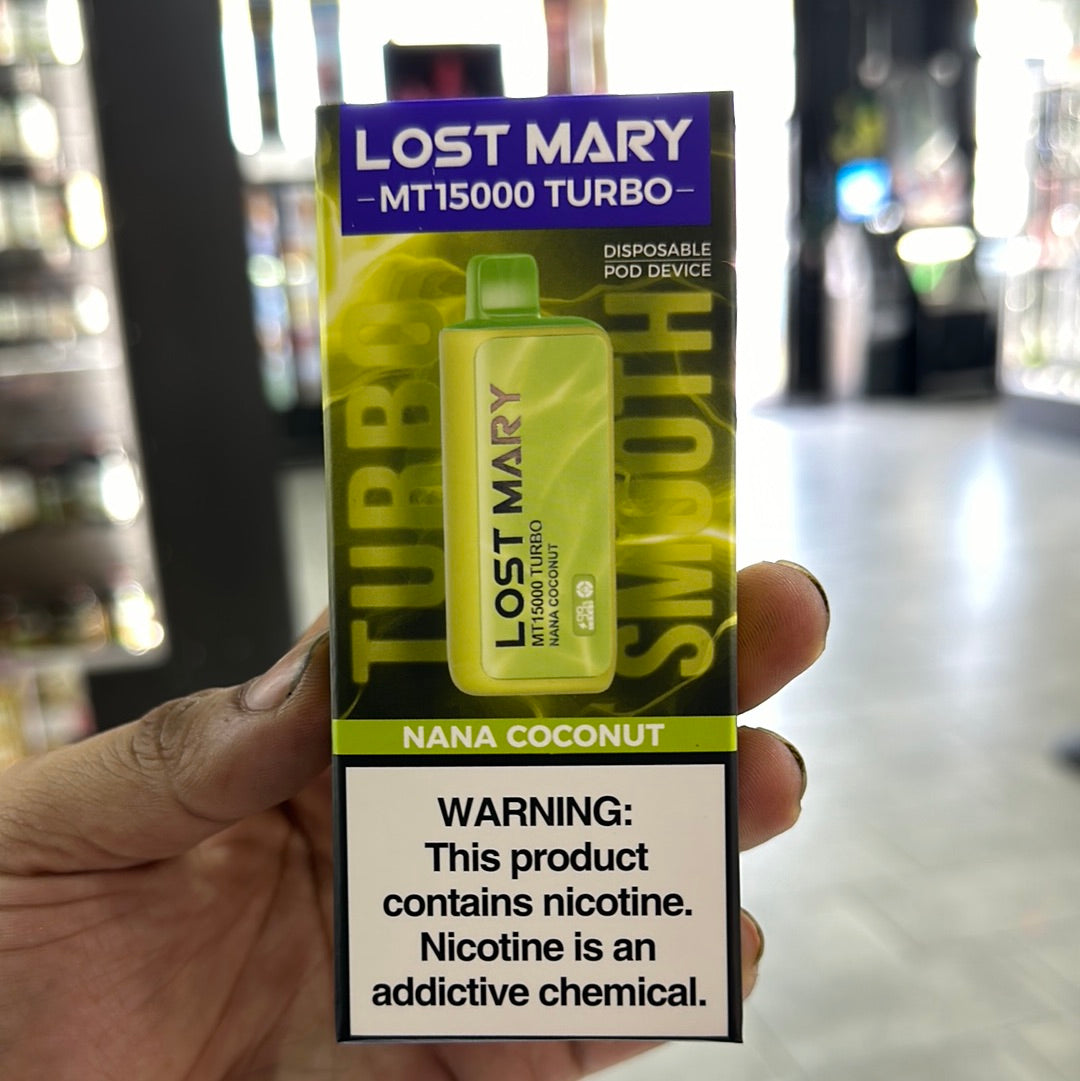 LOST MARY
MT15000 TURBO
DISPOSABLE
POD DEVICE
TURBO
SMOOTH
LOST MARY
MT15000 TURBO
NANA COCONUT
NANA COCONUT
WARNING:
This product
contains nicotine.
Nicotine is an
addictive chemical.